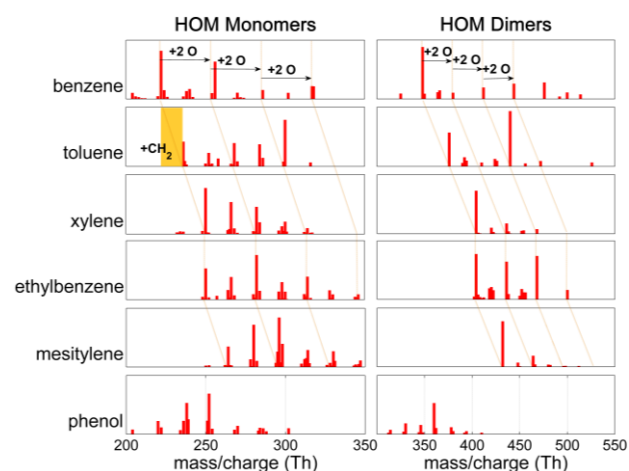 HOM Monomers HOM Dimers
benzene +2 O +2 O +2 O +2 O +2 O +2 O
toluene +CH2
xylene
ethylbenzene
mesitylene
phenol
200 250 300 350 350 400 450 500 550
mass/charge (Th) mass/charge (Th)